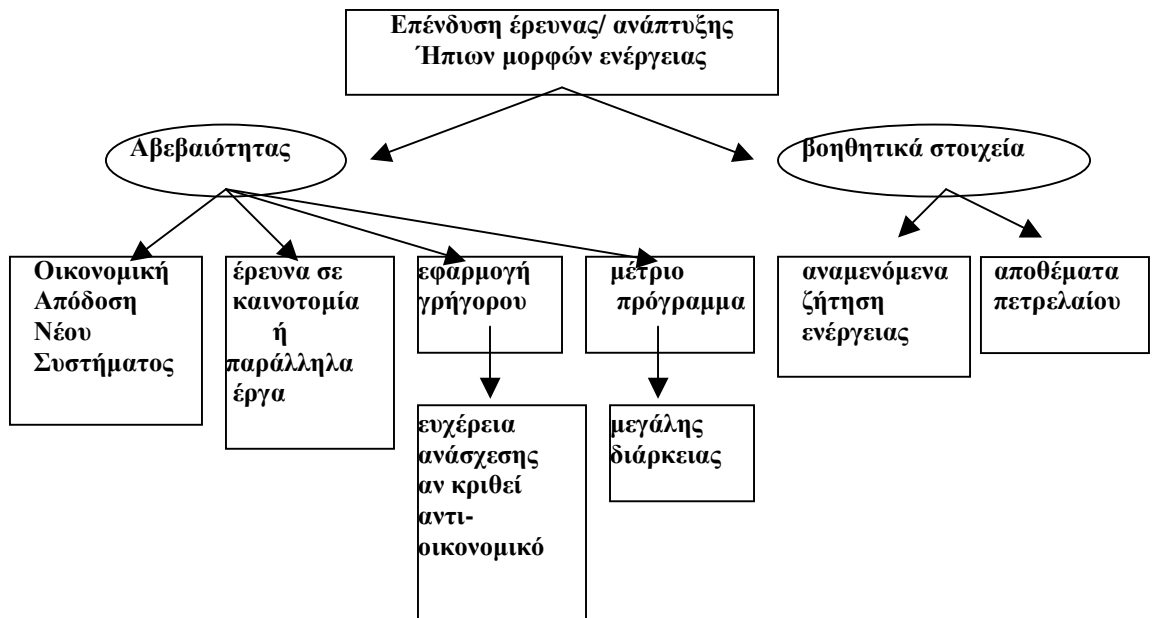 Επένδυση έρευνας/ ανάπτυξης
Ήπιων μορφών ενέργειας
Αβεβαιότητας
βοηθητικά στοιχεία
Οικονομική
Απόδοση
Νέου
Συστήματος
έρευνα σε
καινοτομία
ή
παράλληλα
έργα
εφαρμογή
γρήγορου
μέτριο
πρόγραμμα
αναμενόμενα
ζήτηση
ενέργειας
αποθέματα
πετρελαίου
ευχέρεια
ανάσχεσης
αν κριθεί
αντι-
οικονομικό
μεγάλης
διάρκειας